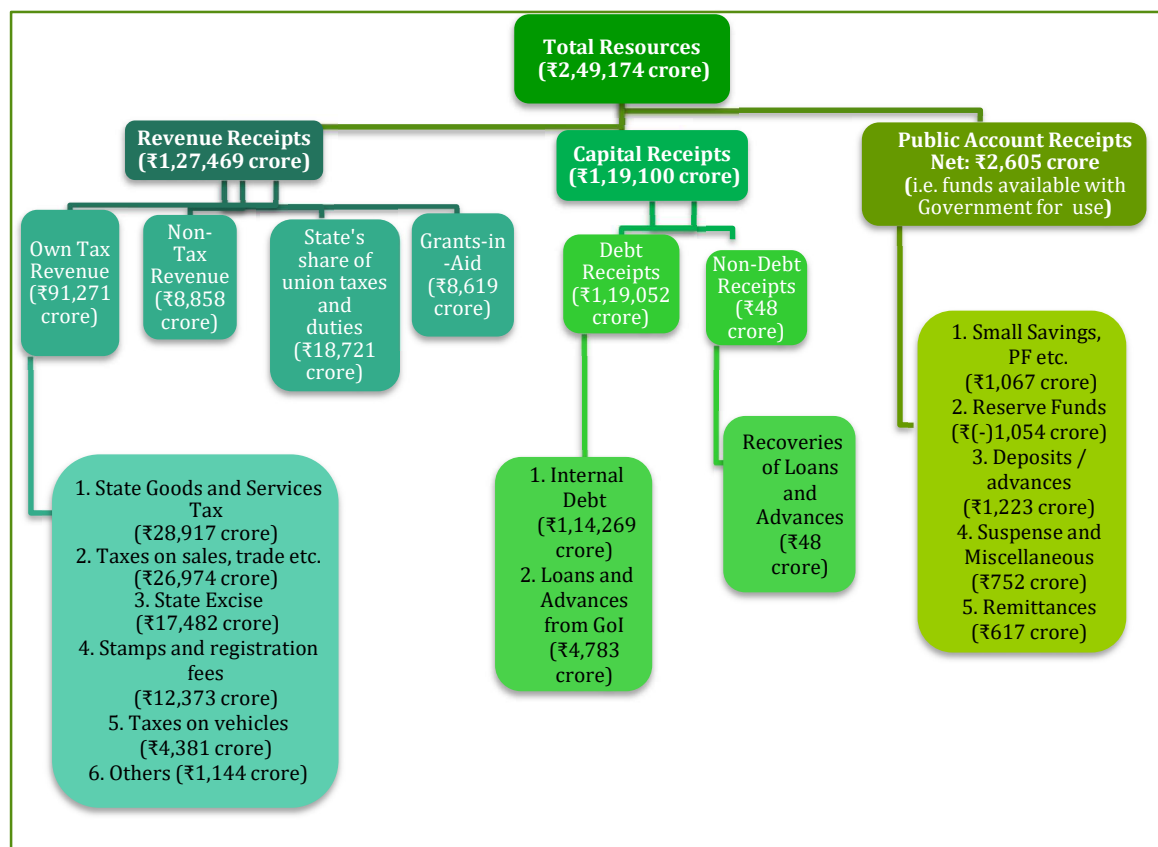 Total Resources
(₹2,49,174 crore)
Revenue Receipts
(₹1,27,469 crore)
Capital Receipts
(₹1,19,100 crore)
Public Account Receipts
Net: ₹2,605 crore
(i.e. funds available with
Government for use)
Own Tax
Revenue
(₹91,271
crore)
Non-
Tax
Revenue
(₹8,858
crore)
State's
share of
union taxes
and
duties
(₹18,721
crore)
Grants-in
-Aid
(₹8,619
crore)
Debt
Receipts
(₹1,19,052
crore)
Non-Debt
Receipts
(₹48
crore)
1. State Goods and Services
Tax
(₹28,917 crore)
2. Taxes on sales, trade etc.
(₹26,974 crore)
3. State Excise
(₹17,482 crore)
4. Stamps and registration
fees
(₹12,373 crore)
5. Taxes on vehicles
(₹4,381 crore)
6. Others (₹1,144 crore)
1. Internal
Debt
(₹1,14,269
crore)
2. Loans and
Advances
from GoI
(₹4,783
crore)
Recoveries
of Loans
and
Advances
(₹48
crore)
1. Small Savings,
PF etc.
(₹1,067 crore)
2. Reserve Funds
(₹(-)1,054 crore)
3. Deposits /
advances
(₹1,223 crore)
4. Suspense and
Miscellaneous
(₹752 crore)
5. Remittances
(₹617 crore)